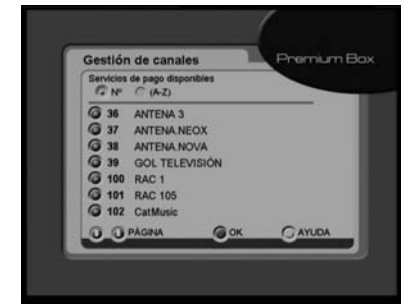 Gestión de canales
Premium Box
Servicios de pago disponibles
Nº (A-Z)
36 ANTENA 3
37 ANTENA.NEOX
38 ANTENA.NOVA
39 GOL TELEVISIÓN
100 RAC 1
101 RAC 105
102 CatMusic
PÁGINA OK AYUDA